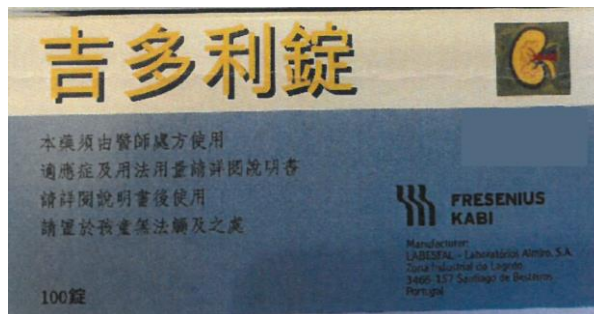 吉多利錠
本藥須由醫師處方使用
適應症及用法用量請詳閱說明書
請詳閱說明書後使用
請置於孩童無法觸及之處
100錠
FRESENIUS
KABI
Manufacturer:
LABESFAL - Laboratórios Almiro, S.A.
Zona Industrial do Lagedo
3465-157 Santiago de Besteiros
Portugal